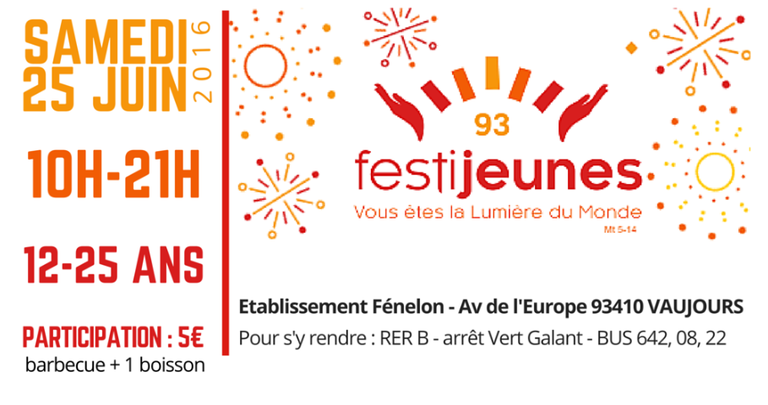 SAMEDI
25 JUIN
2016
10H-21H
12-25 ANS
PARTICIPATION : 5€
barbecue + 1 boisson
93
festijeunes
Vous êtes la Lumière du Monde
Mt 5-14
Etablissement Fénelon - Av de l'Europe 93410 VAUJOURS
Pour s'y rendre : RER B - arrêt Vert Galant - BUS 642, 08, 22